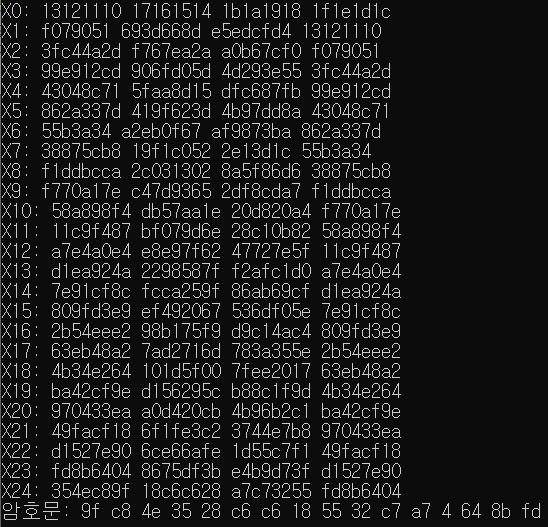 X0: 13121110 17161514 1b1a1918 1f1e1d1c
X1: f079051 693d668d e5edcfd4 13121110
X2: 3fc44a2d f767ea2a a0b67cf0 f079051
X3: 99e912cd 906fd05d 4d293e55 3fc44a2d
X4: 43048c71 5faa8d15 dfc687fb 99e912cd
X5: 862a337d 419f623d 4b97dd8a 43048c71
X6: 55b3a34 a2eb0f67 af9873ba 862a337d
X7: 38875cb8 19f1c052 2e13d1c 55b3a34
X8: f1ddbcca 2c031302 8a5f86d6 38875cb8
X9: f770a17e c47d9365 2df8cda7 f1ddbcca
X10: 58a898f4 db57aa1e 20d820a4 f770a17e
X11: 11c9f487 bf079d6e 28c10b82 58a898f4
X12: a7e4a0e4 e8e97f62 47727e5f 11c9f487
X13: d1ea924a 2298587f f2afc1d0 a7e4a0e4
X14: 7e91cf8c fcca259f 86ab69cf d1ea924a
X15: 809fd3e9 ef492067 536df05e 7e91cf8c
X16: 2b54eee2 98b175f9 d9c14ac4 809fd3e9
X17: 63eb48a2 7ad2716d 783a355e 2b54eee2
X18: 4b34e264 101d5f00 7fee2017 63eb48a2
X19: ba42cf9e d156295c b88c1f9d 4b34e264
X20: 970433ea a0d420cb 4b96b2c1 ba42cf9e
X21: 49facf18 6f1fe3c2 3744e7b8 970433ea
X22: d1527e90 6ce66afe 1d55c7f1 49facf18
X23: fd8b6404 8675df3b e4b9d73f d1527e90
X24: 354ec89f 18c6c628 a7c73255 fd8b6404
암호문: 9f c8 4e 35 28 c6 c6 18 55 32 c7 a7 4 64 8b fd